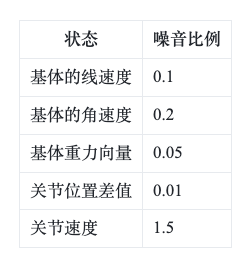 状态 噪音比例
基体的线速度 0.1
基体的角速度 0.2
基体重力向量 0.05
关节位置差值 0.01
关节速度 1.5